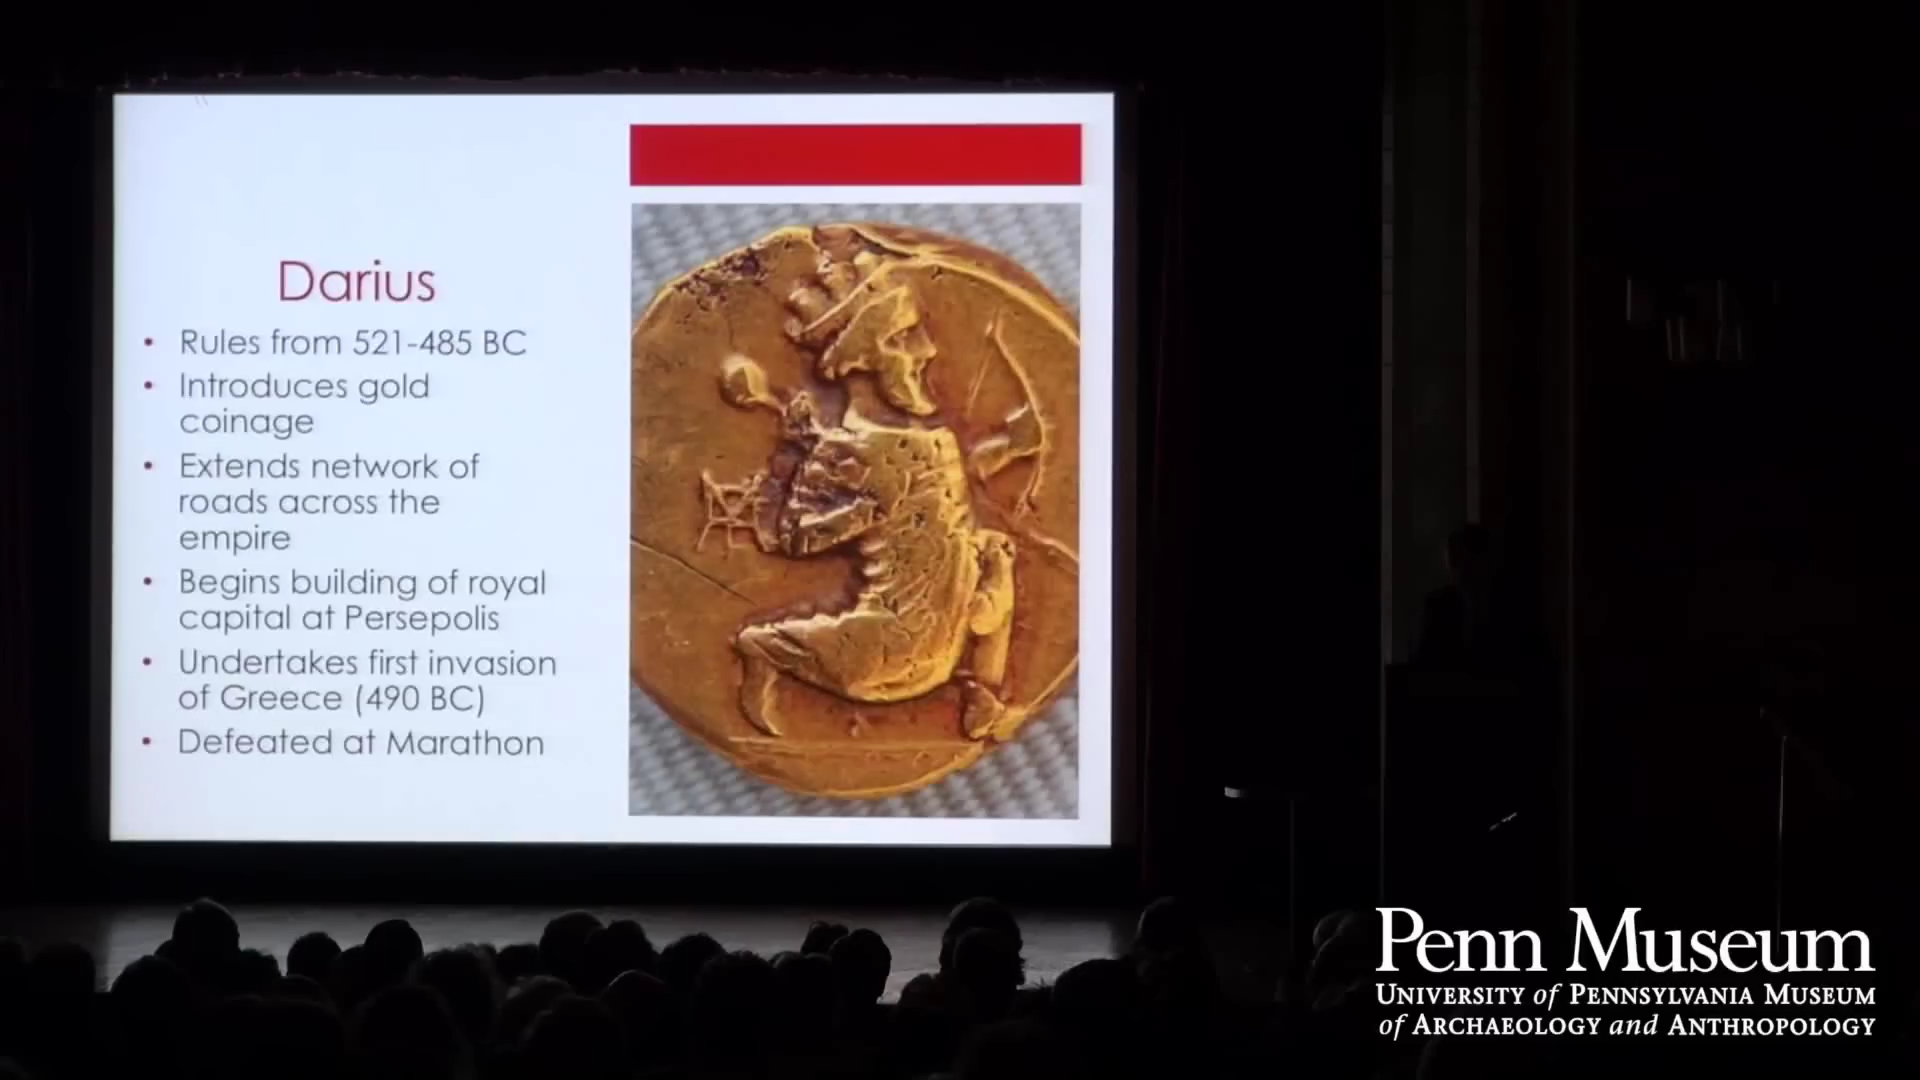 Darius
• Rules from 521-485 BC
• Introduces gold
coinage
• Extends network of
roads across the
empire
• Begins building of royal
capital at Persepolis
• Undertakes first invasion
of Greece (490 BC)
• Defeated at Marathon
Penn Museum
UNIVERSITY of PENNSYLVANIA MUSEUM
of ARCHAEOLOGY and ANTHROPOLOGY